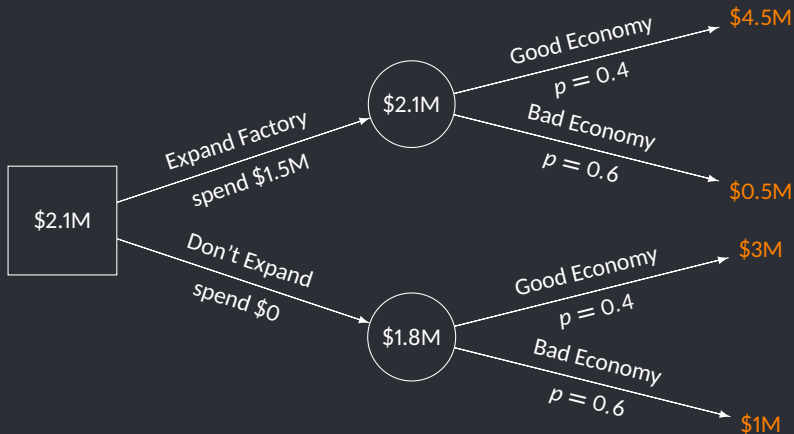 $2.1M
Expand Factory
spend $1.5M
$2.1M
Good Economy
p = 0.4
$4.5M
Bad Economy
p = 0.6
$0.5M
Don't Expand
spend $0
$1.8M
Good Economy
p = 0.4
$3M
Bad Economy
p = 0.6
$1M